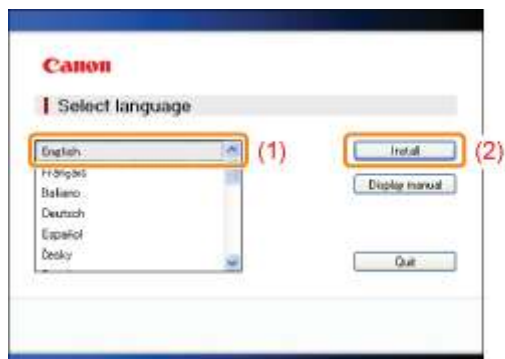 Canon
Select language
English
(1)
Install
(2)
Français
Italiano
Display manual
Deutsch
Español
Česky
Quit